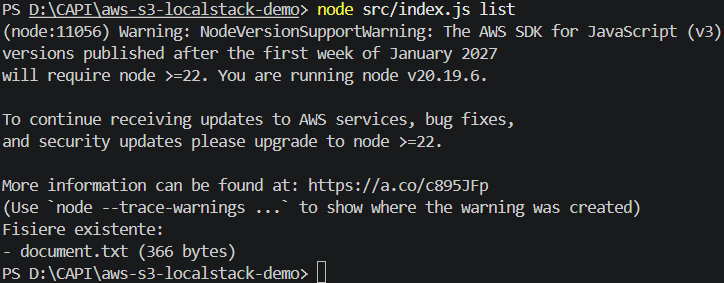 PS D:\CAPI\aws-s3-localstack-demo> node src/index.js list
(node:11056) Warning: NodeVersionSupportWarning: The AWS SDK for JavaScript (v3)
versions published after the first week of January 2027
will require node >=22. You are running node v20.19.6.

To continue receiving updates to AWS services, bug fixes,
and security updates please upgrade to node >=22.

More information can be found at: https://a.co/c895JFp
(Use `node --trace-warnings ...` to show where the warning was created)
Fisiere existente:
- document.txt (366 bytes)
PS D:\CAPI\aws-s3-localstack-demo>